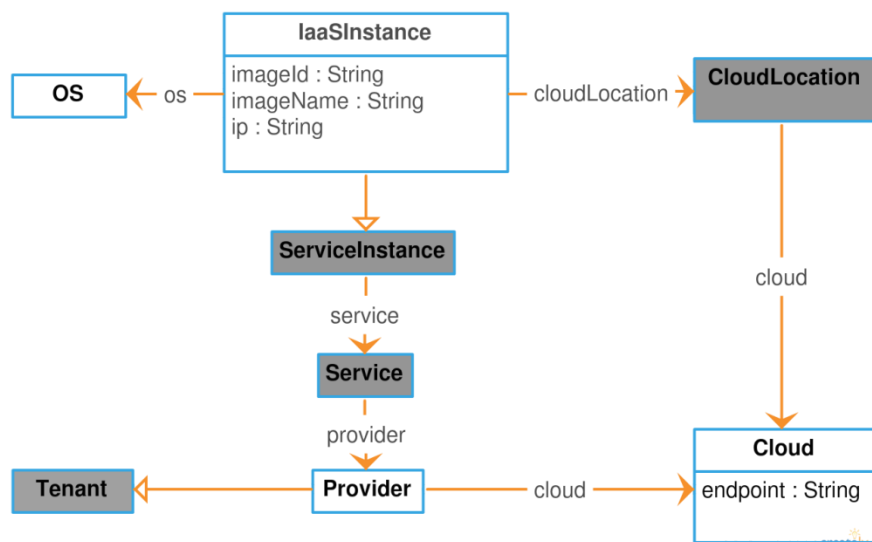 IaaSInstance
imageId : String
imageName : String
ip : String
OS
os
cloudLocation
CloudLocation
ServiceInstance
cloud
service
Service
provider
Cloud
endpoint : String
Tenant
Provider
cloud